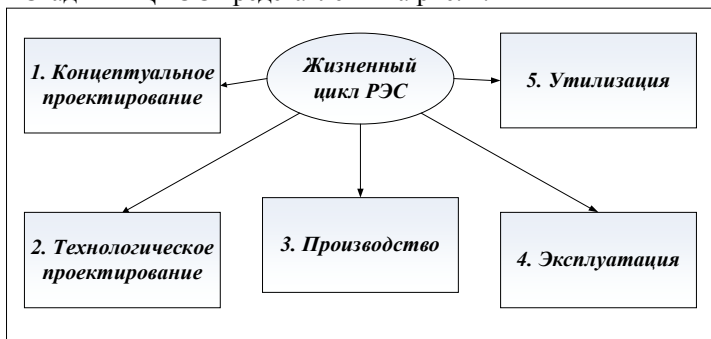 1. Концептуальное
проектирование
Жизненный
цикл РЭС
5. Утилизация
2. Технологическое
проектирование
3. Производство
4. Эксплуатация